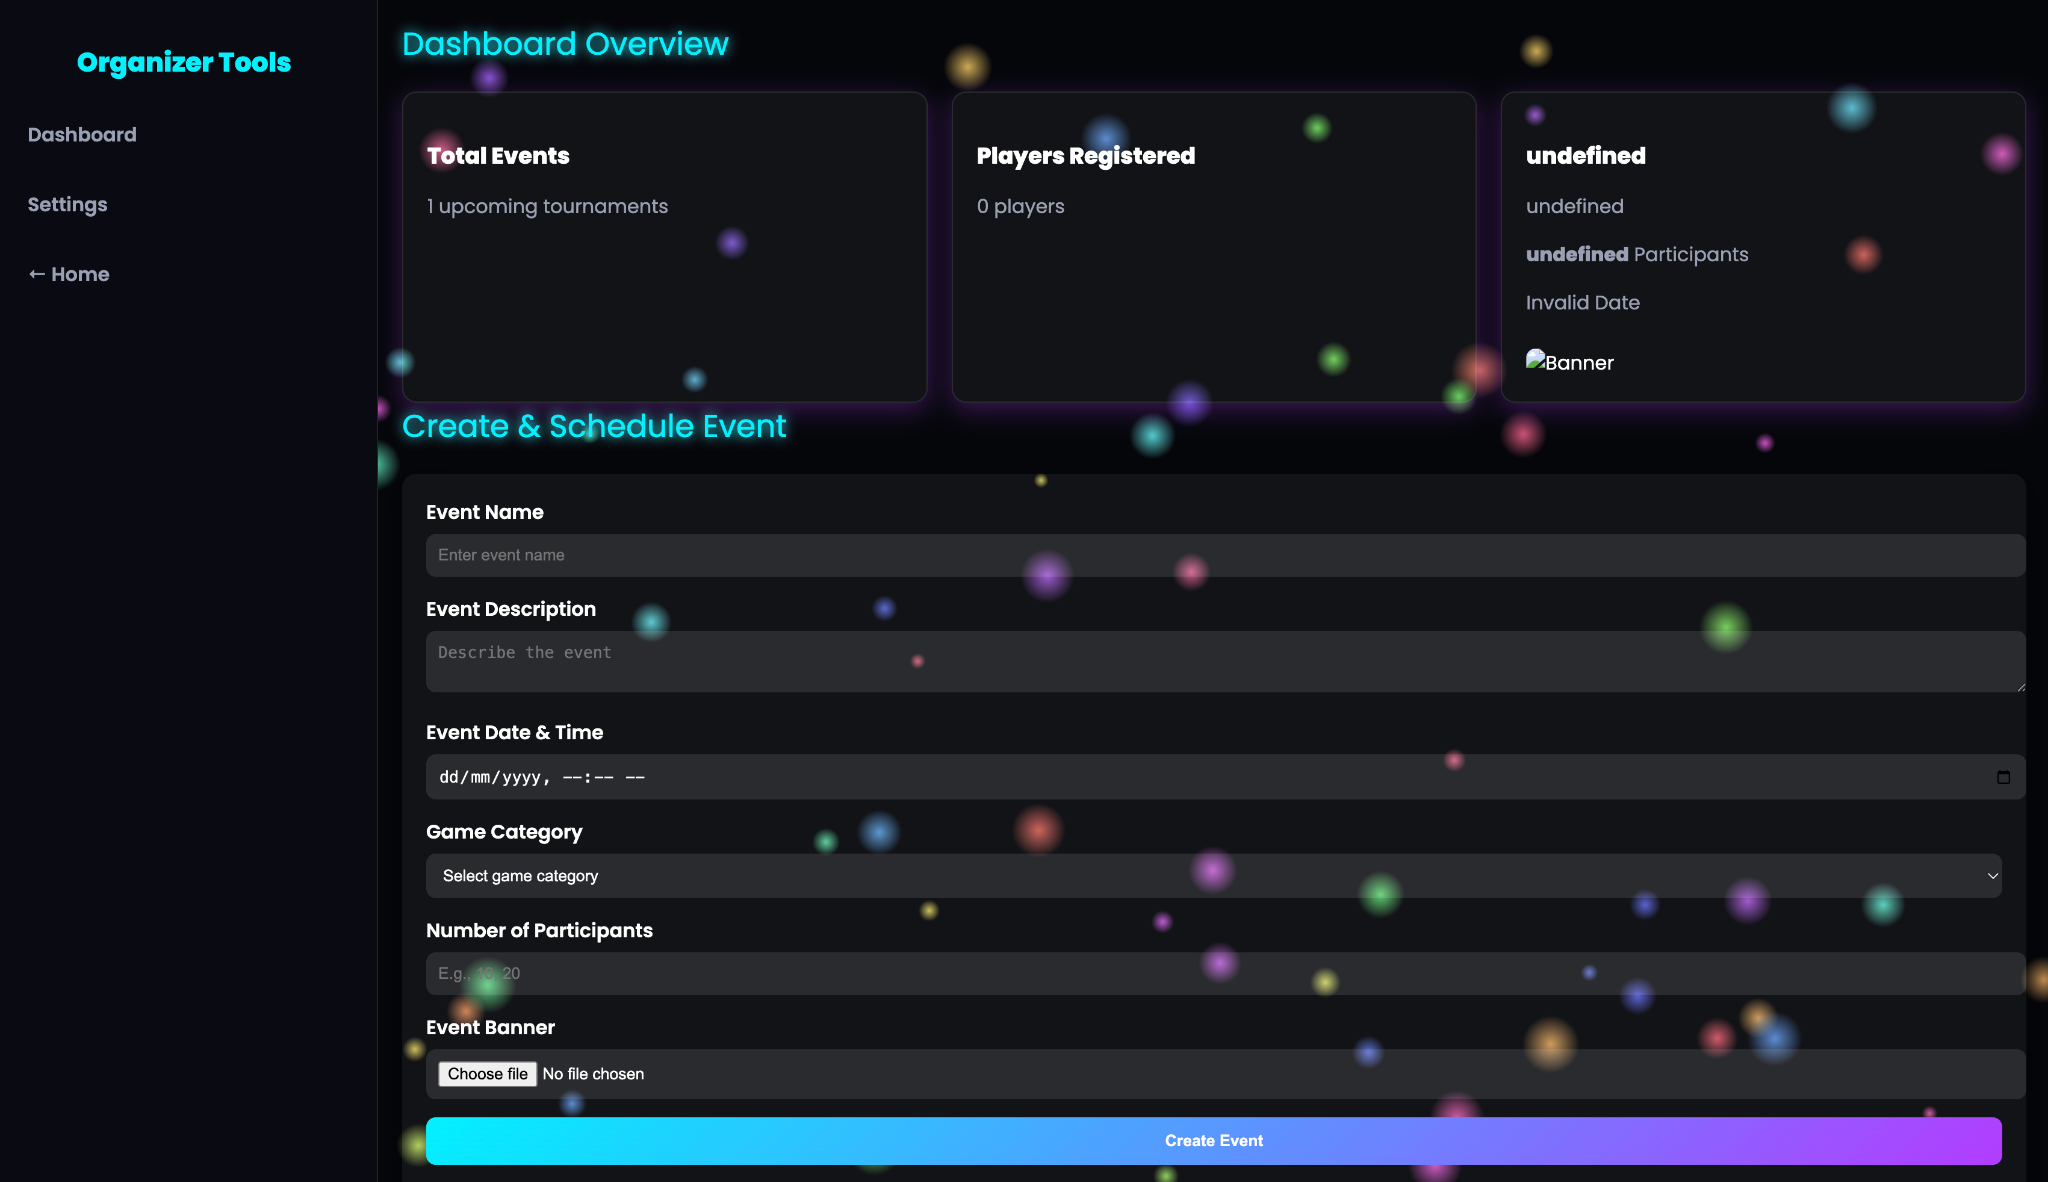 Organizer Tools
Dashboard
Settings
← Home
Dashboard Overview
Total Events
1 upcoming tournaments
Players Registered
0 players
undefined
undefined
undefined Participants
Invalid Date
Banner
Create & Schedule Event
Event Name
Enter event name
Event Description
Describe the event
Event Date & Time
dd/mm/yyyy, --:-- --
Game Category
Select game category
Number of Participants
E.g., 10, 20
Event Banner
Choose file No file chosen
Create Event